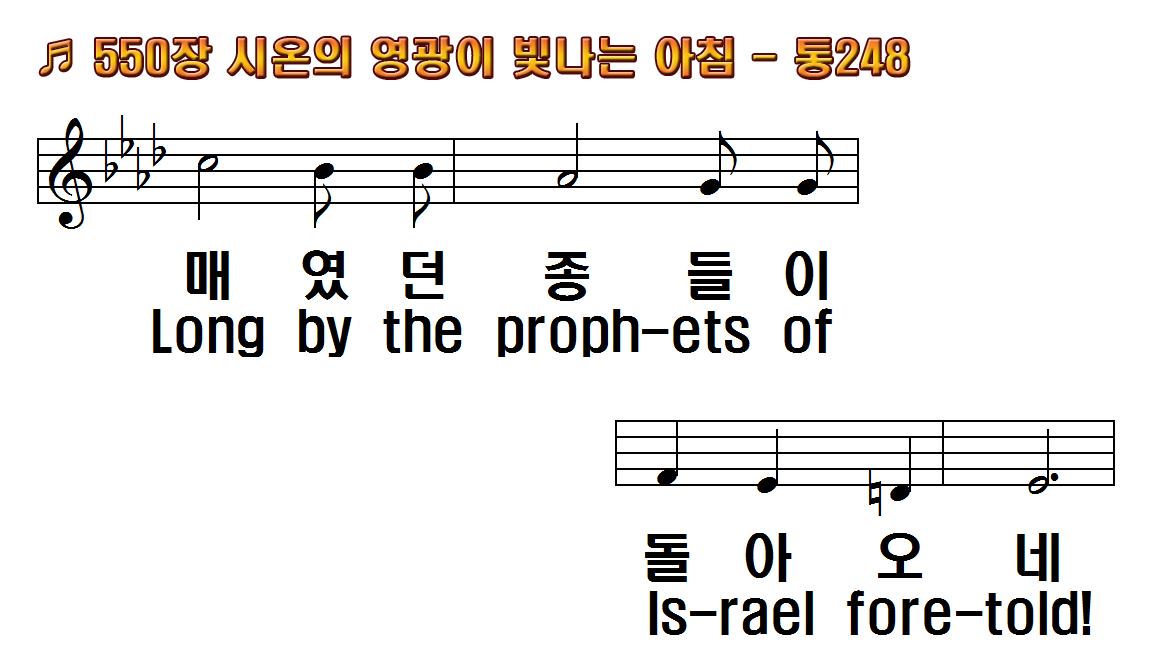 ♬ 550장 시온의 영광이 빛나는 아침 - 통248
매 였 던 종 들 이
Long by the proph-ets of
돌 아 오 네
Is-rael fore-told!